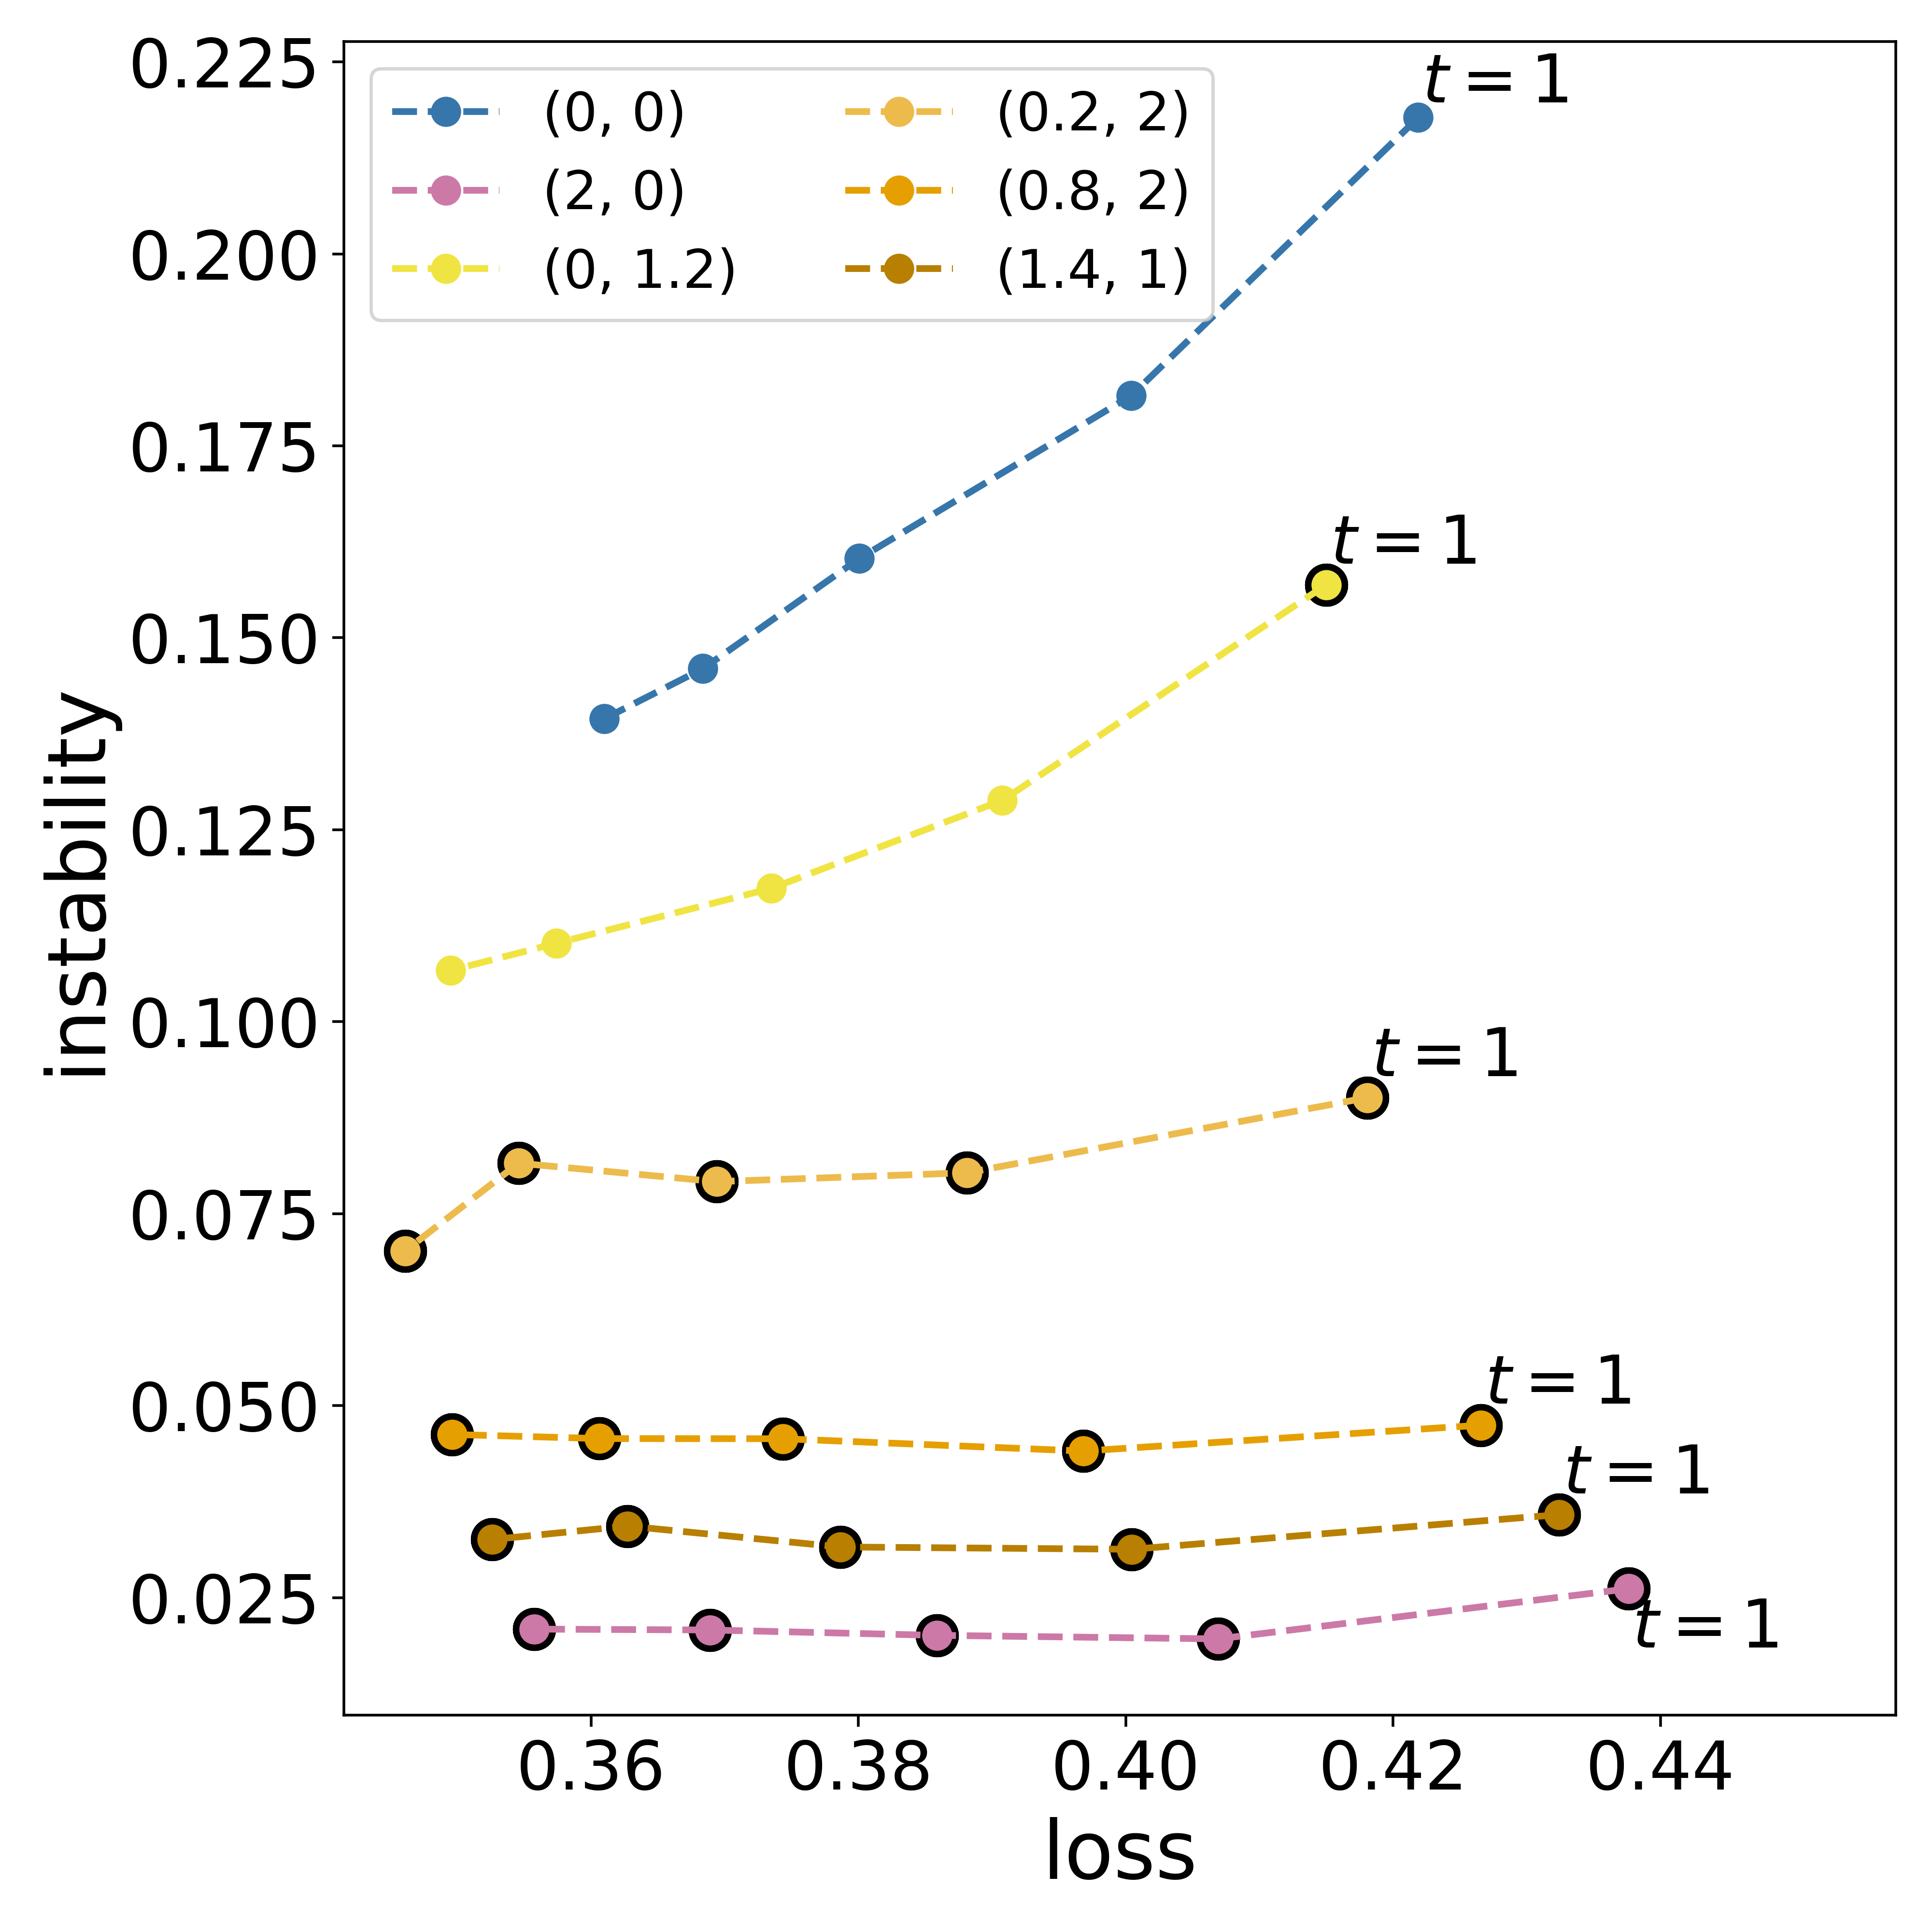 0.225
0.200
0.175
0.150
0.125
0.100
0.075
0.050
0.025
instability
(0, 0)
(2, 0)
(0, 1.2)
(0.2, 2)
(0.8, 2)
(1.4, 1)
t = 1
t = 1
t = 1
t = 1
t = 1
t = 1
0.36 0.38 0.40 0.42 0.44
loss